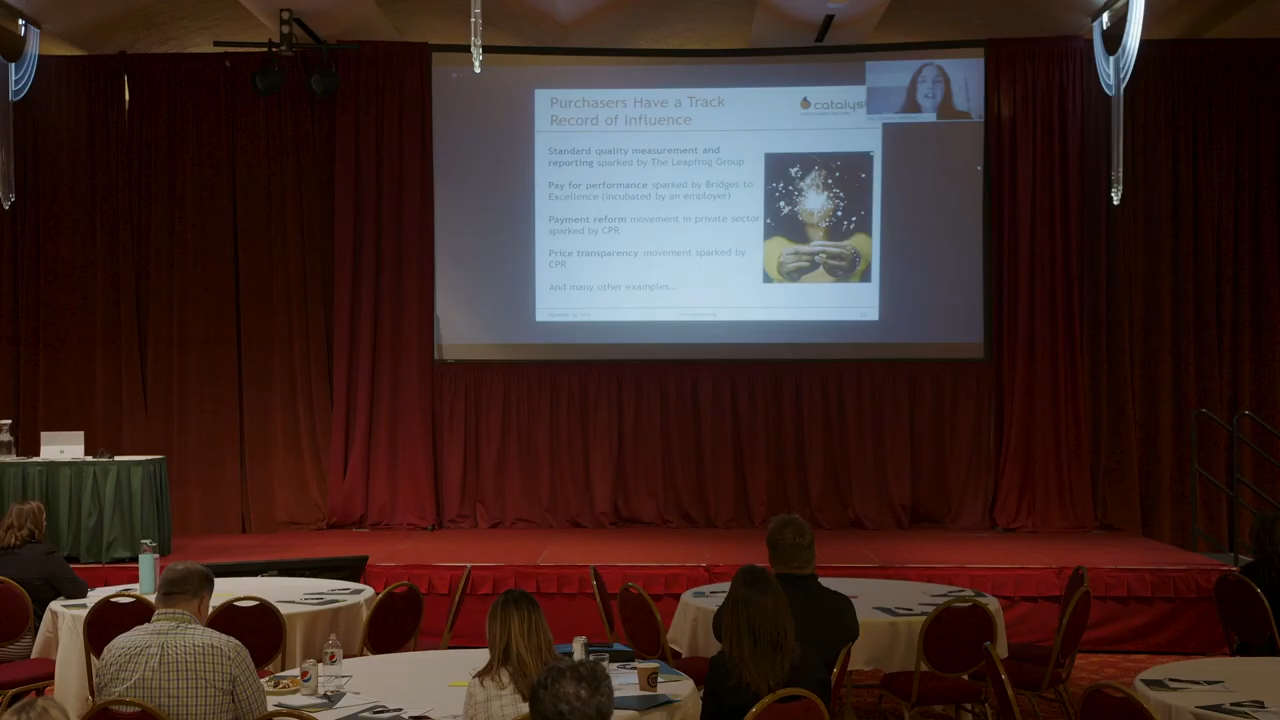 Purchasers Have a Track
Record of Influence
catalyst
Standard quality measurement and
reporting sparked by The Leapfrog Group
Pay for performance sparked by Bridges to
Excellence (incubated by an employer)
Payment reform movement in private sector
sparked by CPR
Price transparency movement sparked by
CPR
And many other examples...